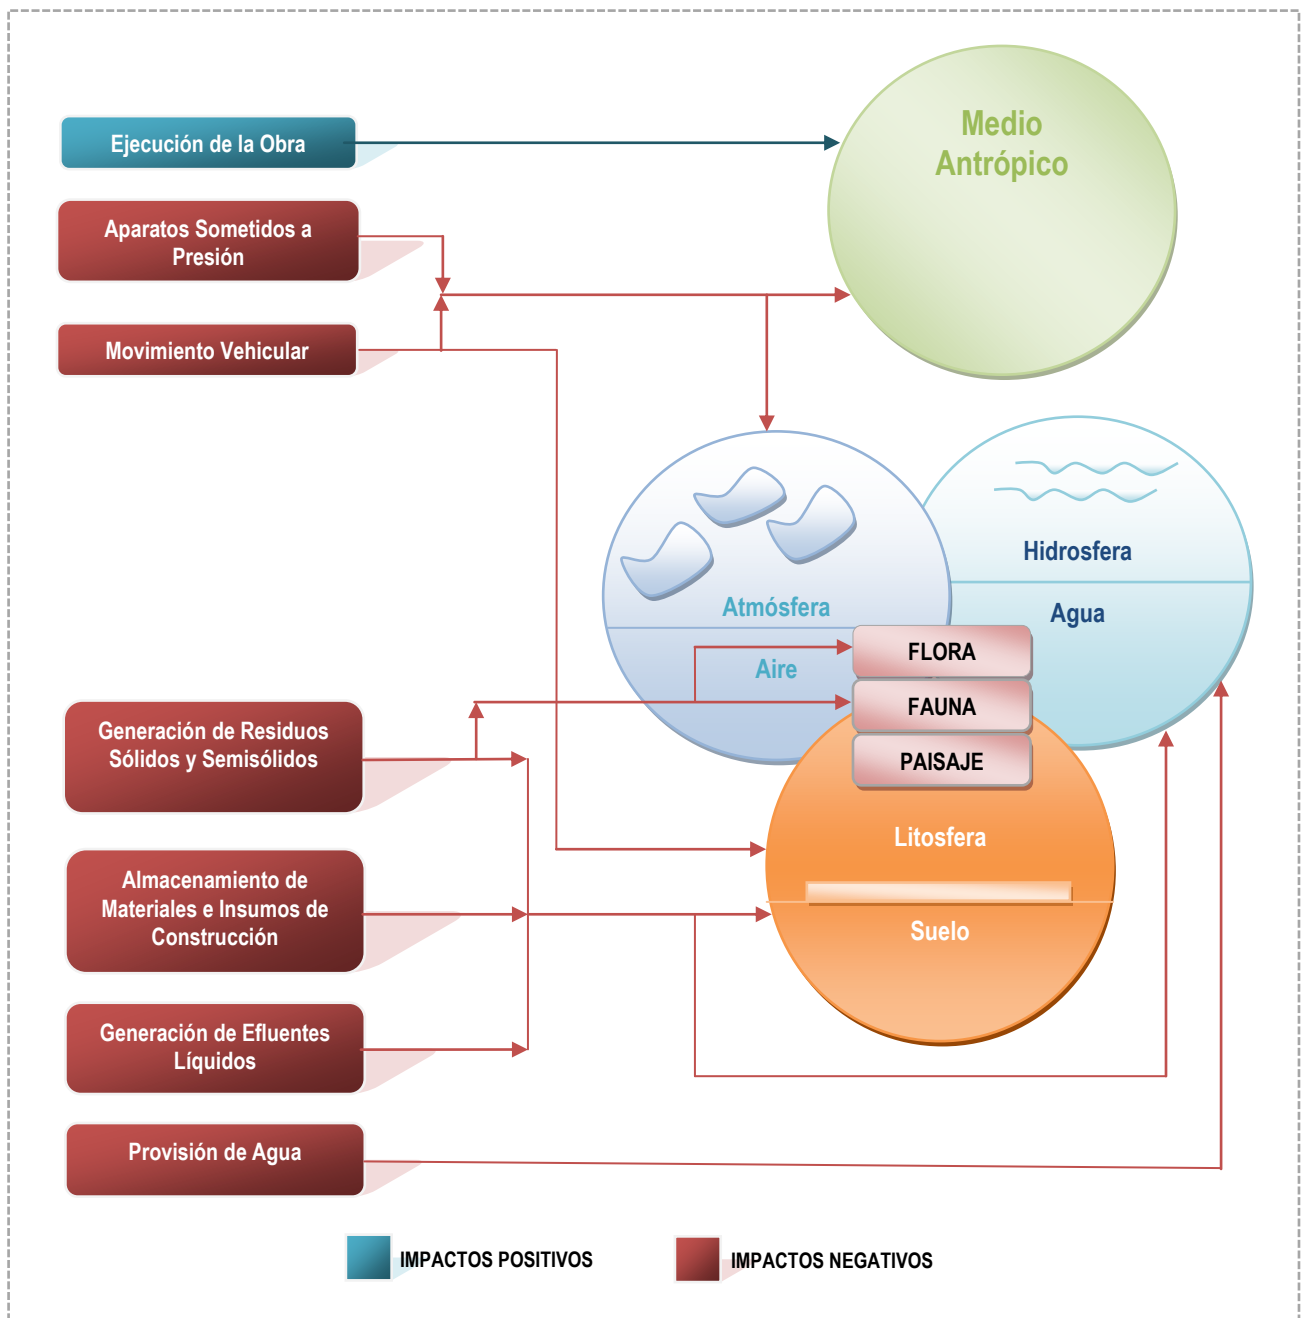 Medio
Antrópico
Ejecución de la Obra
Aparatos Sometidos a
Presión
Movimiento Vehicular
Hidrosfera
Agua
Atmósfera
Aire
FLORA
FAUNA
PAISAJE
Generación de Residuos
Sólidos y Semisólidos
Litosfera
Suelo
Almacenamiento de
Materiales e Insumos de
Construcción
Generación de Efluentes
Líquidos
Provisión de Agua
IMPACTOS POSITIVOS
IMPACTOS NEGATIVOS